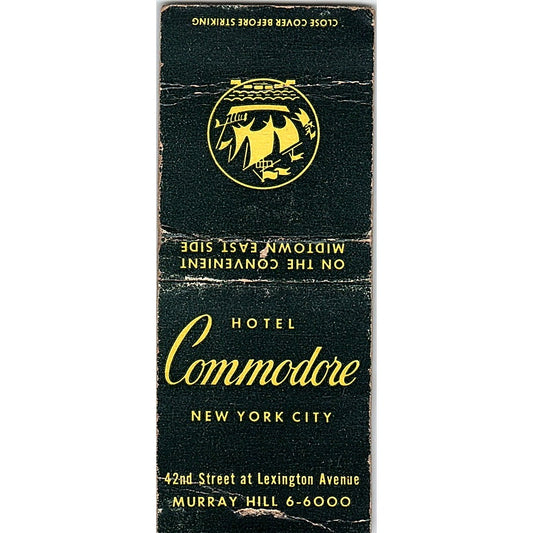 CLOSE COVER BEFORE STRIKING
ON THE CONVENIENT
MIDTOWN EAST SIDE
HOTEL
Commodore
NEW YORK CITY
42nd Street at Lexington Avenue
MURRAY HILL 6-6000